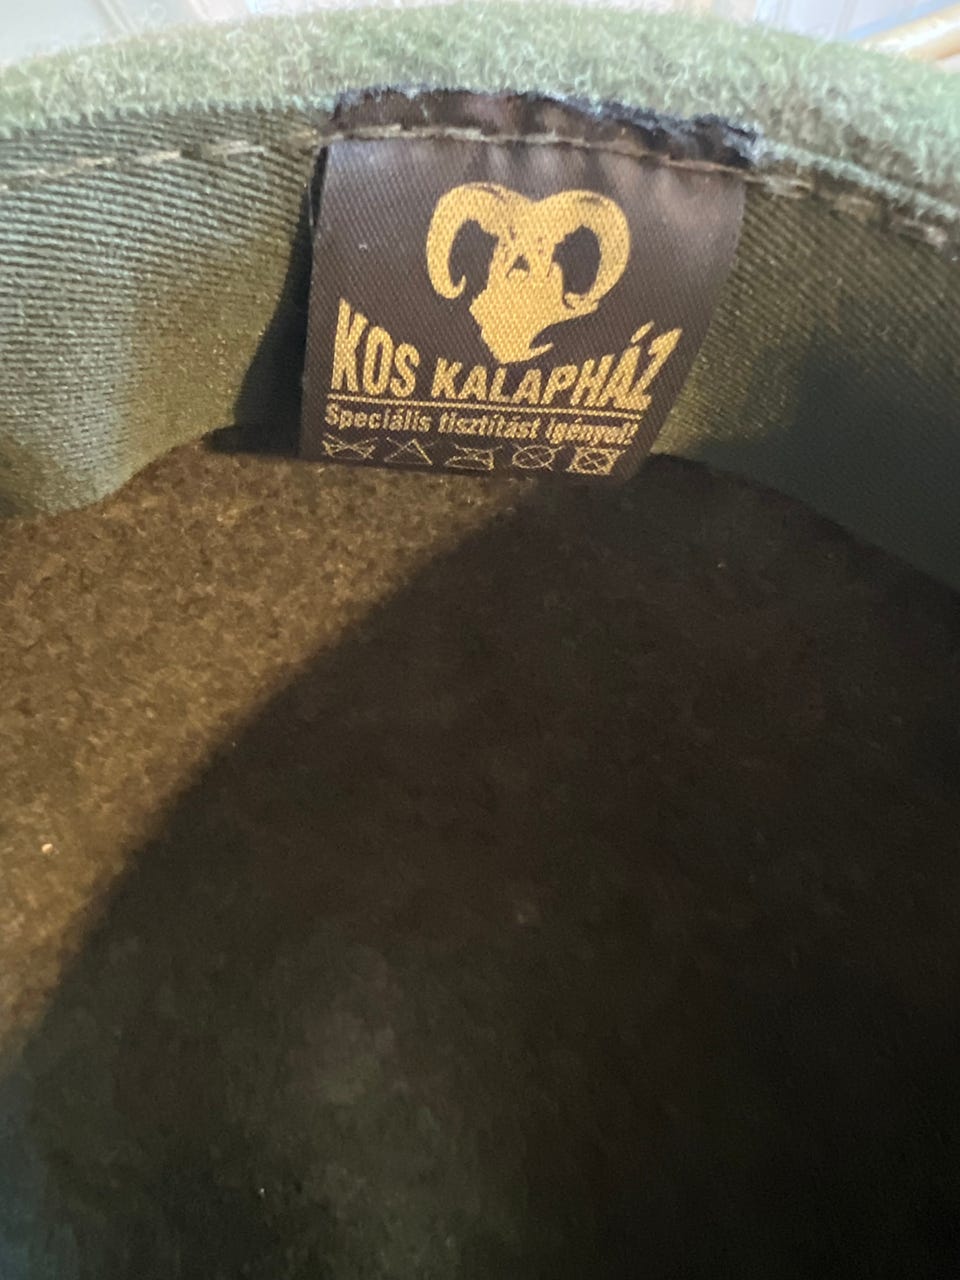 KOS KALAPHÁZ
Speciális tisztítást igényel!